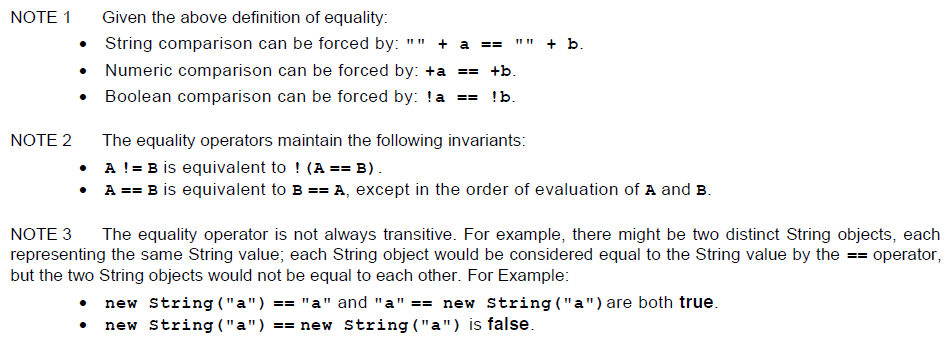 NOTE 1 Given the above definition of equality:
• String comparison can be forced by: "" + a == "" + b.
• Numeric comparison can be forced by: +a == +b.
• Boolean comparison can be forced by: !a == !b.
NOTE 2 The equality operators maintain the following invariants:
• A != B is equivalent to !(A == B).
• A == B is equivalent to B == A, except in the order of evaluation of A and B.
NOTE 3 The equality operator is not always transitive. For example, there might be two distinct String objects, each
representing the same String value; each String object would be considered equal to the String value by the == operator,
but the two String objects would not be equal to each other. For Example:
• new String("a") == "a" and "a" == new String("a")are both true.
• new String("a") == new String("a") is false.